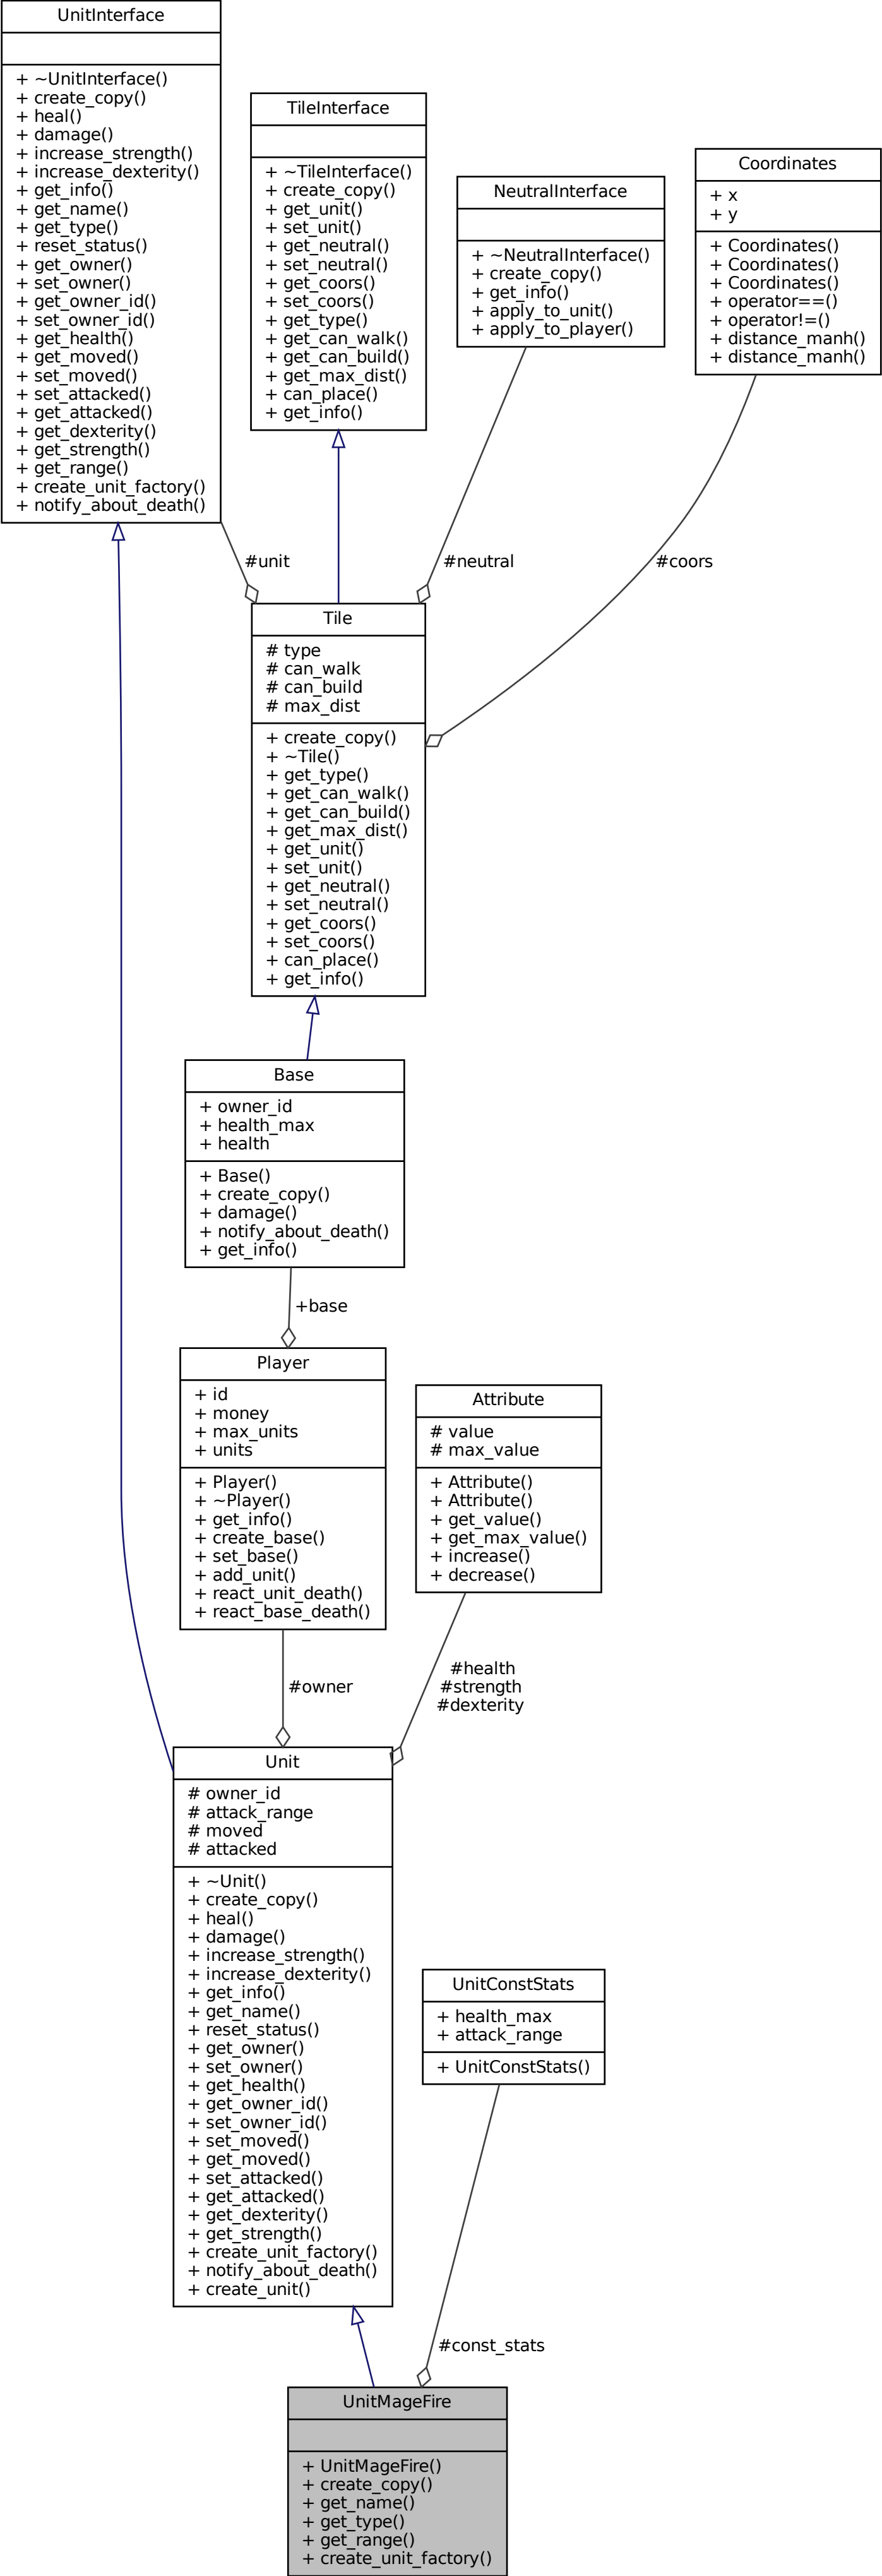 UnitInterface
+ ~UnitInterface()
+ create_copy()
+ heal()
+ damage()
+ increase_strength()
+ increase_dexterity()
+ get_info()
+ get_name()
+ get_type()
+ reset_status()
+ get_owner()
+ set_owner()
+ get_owner_id()
+ set_owner_id()
+ get_health()
+ get_moved()
+ set_moved()
+ set_attacked()
+ get_attacked()
+ get_dexterity()
+ get_strength()
+ get_range()
+ create_unit_factory()
+ notify_about_death()
TileInterface
+ ~TileInterface()
+ create_copy()
+ get_unit()
+ set_unit()
+ get_neutral()
+ set_neutral()
+ get_coors()
+ set_coors()
+ get_type()
+ get_can_walk()
+ get_can_build()
+ get_max_dist()
+ can_place()
+ get_info()
NeutralInterface
+ ~NeutralInterface()
+ create_copy()
+ get_info()
+ apply_to_unit()
+ apply_to_player()
Coordinates
+ x
+ y
+ Coordinates()
+ Coordinates()
+ Coordinates()
+ operator==()
+ operator!=()
+ distance_manh()
+ distance_manh()
#unit
#neutral
#coors
Tile
# type
# can_walk
# can_build
# max_dist
+ create_copy()
+ ~Tile()
+ get_type()
+ get_can_walk()
+ get_can_build()
+ get_max_dist()
+ get_unit()
+ set_unit()
+ get_neutral()
+ set_neutral()
+ get_coors()
+ set_coors()
+ can_place()
+ get_info()
Base
+ owner_id
+ health_max
+ health
+ Base()
+ create_copy()
+ damage()
+ notify_about_death()
+ get_info()
+base
Player
+ id
+ money
+ max_units
+ units
+ Player()
+ ~Player()
+ get_info()
+ create_base()
+ set_base()
+ add_unit()
+ react_unit_death()
+ react_base_death()
Attribute
# value
# max_value
+ Attribute()
+ Attribute()
+ get_value()
+ get_max_value()
+ increase()
+ decrease()
#owner
#health
#strength
#dexterity
Unit
# owner_id
# attack_range
# moved
# attacked
+ ~Unit()
+ create_copy()
+ heal()
+ damage()
+ increase_strength()
+ increase_dexterity()
+ get_info()
+ get_name()
+ reset_status()
+ get_owner()
+ set_owner()
+ get_health()
+ get_owner_id()
+ set_owner_id()
+ set_moved()
+ get_moved()
+ set_attacked()
+ get_attacked()
+ get_dexterity()
+ get_strength()
+ create_unit_factory()
+ notify_about_death()
+ create_unit()
UnitConstStats
+ health_max
+ attack_range
+ UnitConstStats()
#const_stats
UnitMageFire
+ UnitMageFire()
+ create_copy()
+ get_name()
+ get_type()
+ get_range()
+ create_unit_factory()